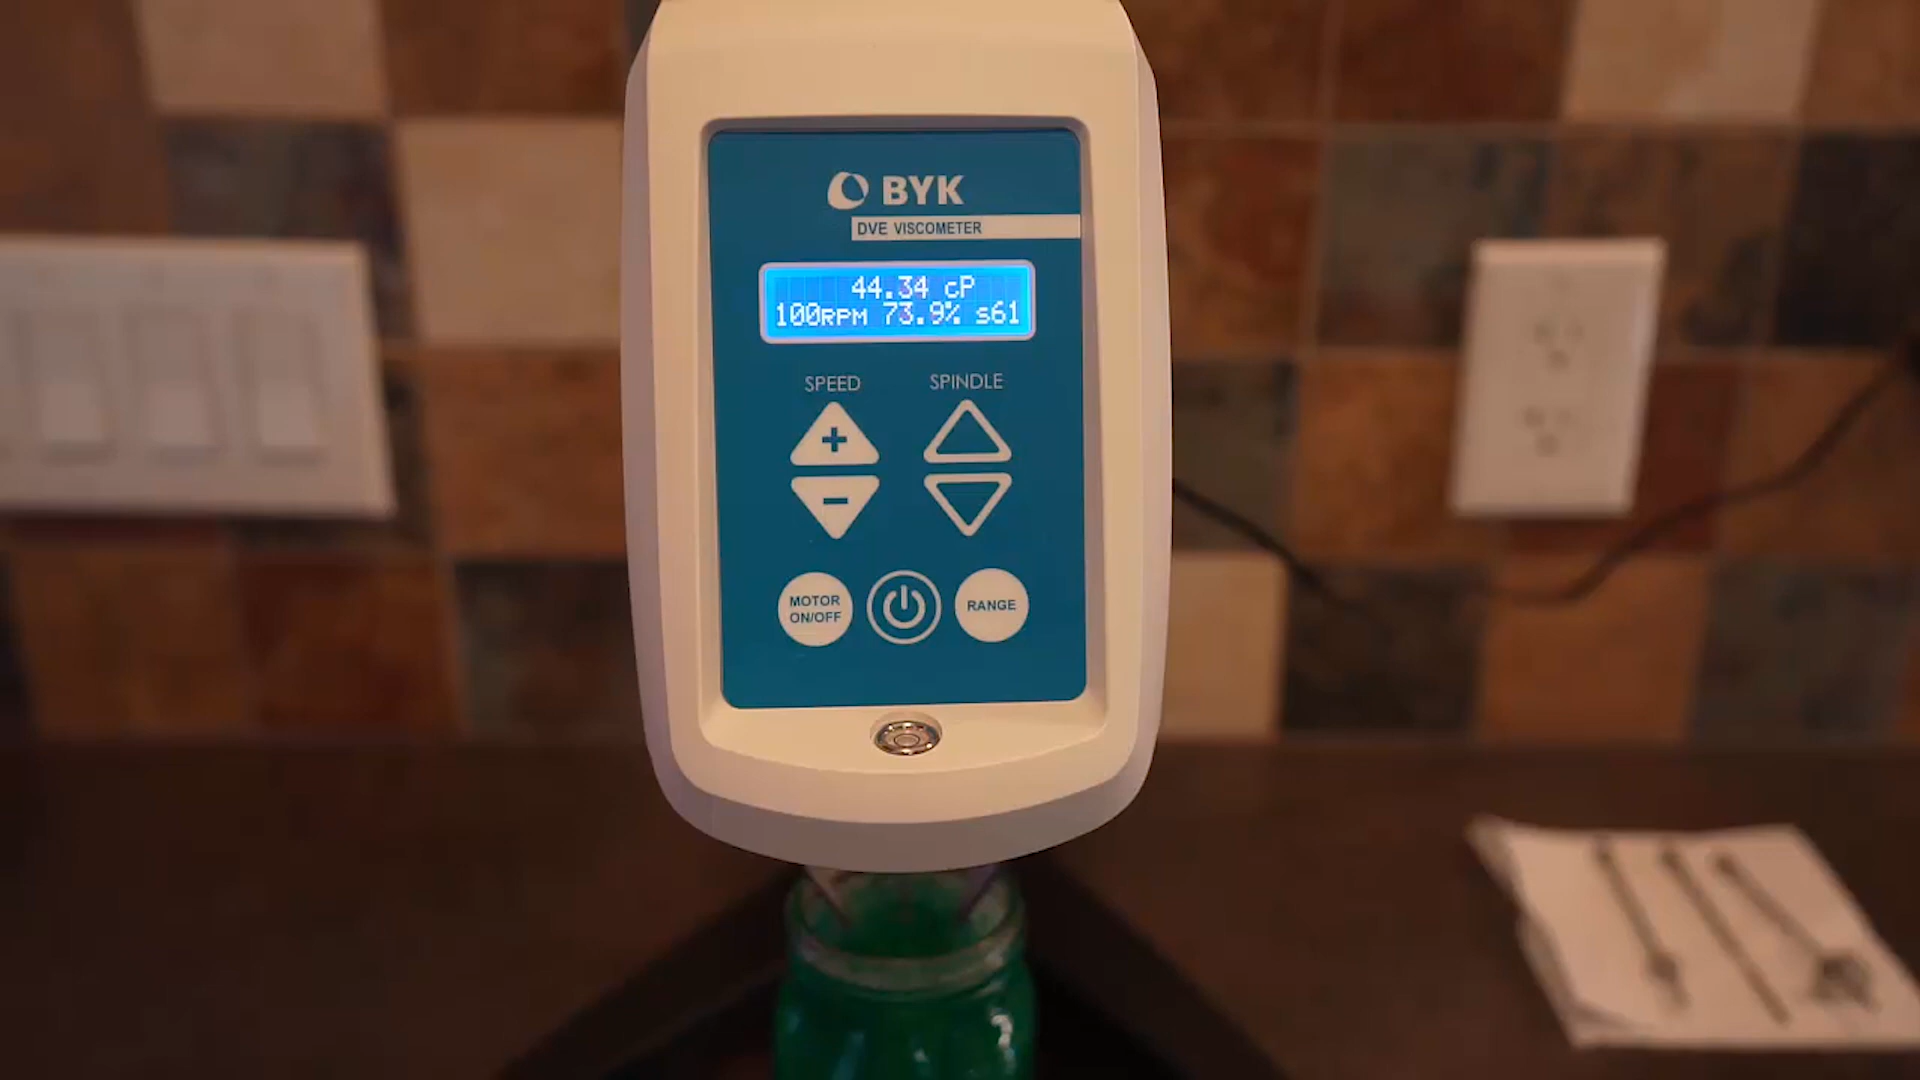 BYK
DVE VISCOMETER
44.34 cP
100RPM 73.9% s61
SPEED
SPINDLE
+
-
MOTOR
ON/OFF
RANGE